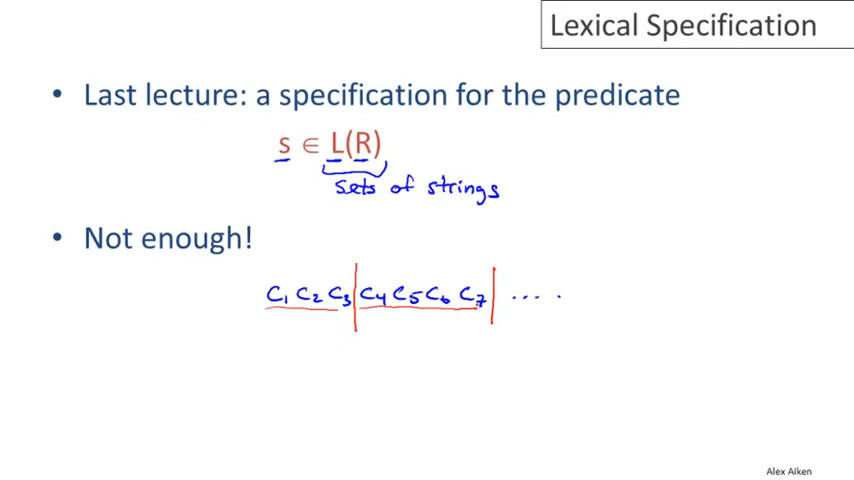 Lexical Specification
• Last lecture: a specification for the predicate
s ∈ L(R)
sets of strings
• Not enough!
C₁ C₂ C₃ C₄ C₅ C₆ C₇ .....
Alex Aiken